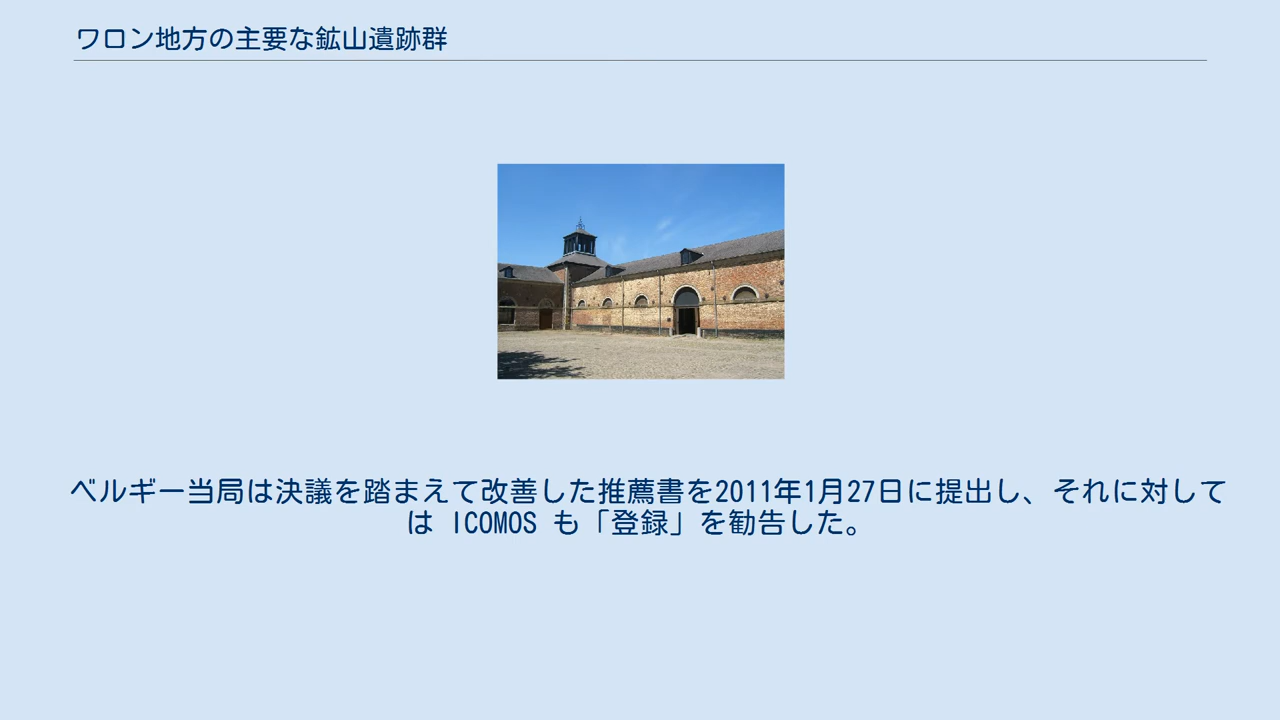 ワロン地方の主要な鉱山遺跡群
ベルギー当局は決議を踏まえて改善した推薦書を2011年1月27日に提出し、それに対して
は ICOMOS も「登録」を勧告した。